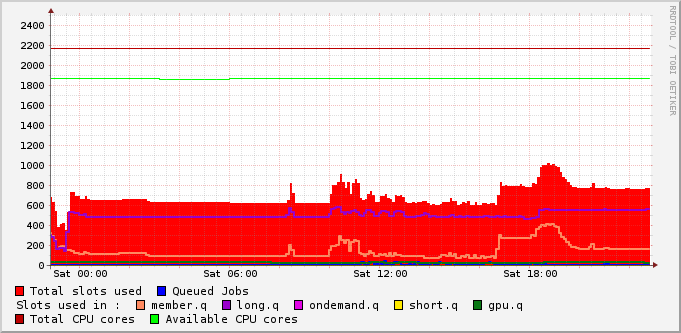 2400
2200
2000
1800
1600
1400
1200
1000
800
600
400
200
0
Sat 00:00 Sat 06:00 Sat 12:00 Sat 18:00
RRDTOOL / TOBI OETIKER
Total slots used Queued Jobs
Slots used in : member.q long.q ondemand.q short.q gpu.q
Total CPU cores Available CPU cores